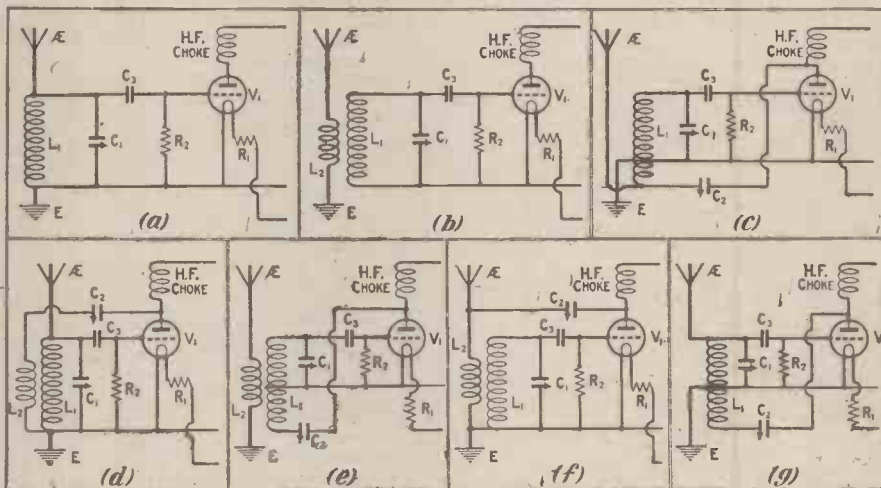 Æ
H.F.
CHOKE
C₃
V₁
L₁
C₁
R₂
R₁
E
(a)
Æ
H.F.
CHOKE
C₃
V₁
L₂
L₁
C₁
R₂
R₁
E
(b)
H.F.
CHOKE
C₃
V₁
L₁
C₁
R₂
R₁
C₂
E
(c)
Æ
H.F.
CHOKE
C₂
C₃
V₁
L₂
L₁
C₁
R₂
R₁
E
(d)
Æ
H.F.
CHOKE
C₃
V₁
C₁
R₂
L₂
L₁
R₁
C₂
E
(e)
Æ
H.F.
CHOKE
C₂
L₂
C₃
V₁
L₁
C₁
R₂
R₁
E
(f)
Æ
H.F.
CHOKE
C₃
V₁
C₁
R₂
L₁
C₂
R₁
E
(g)